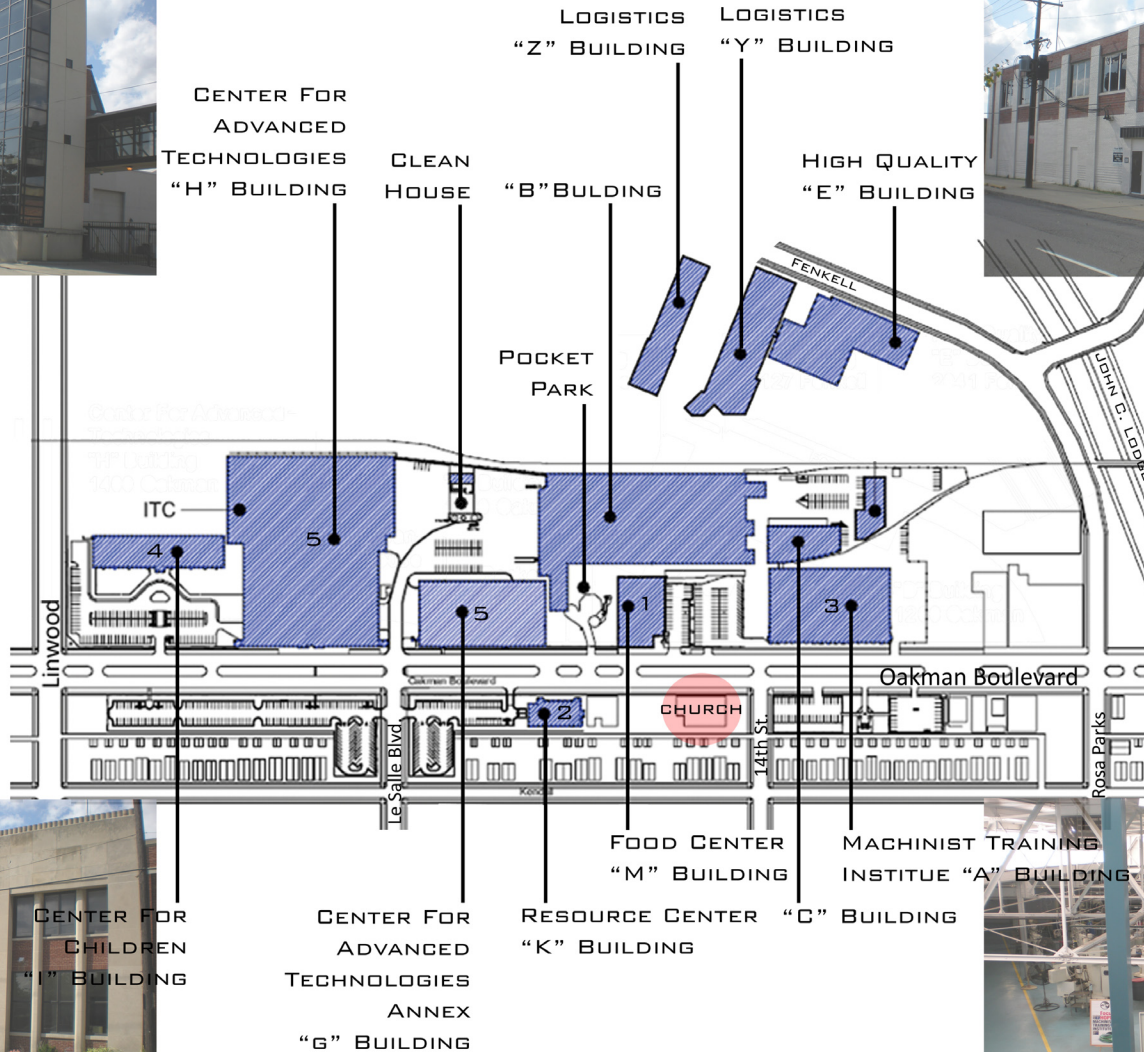 LOGISTICS
"Z" BUILDING
LOGISTICS
"Y" BUILDING
CENTER FOR
ADVANCED
TECHNOLOGIES
"H" BUILDING
CLEAN
HOUSE
"B"BULDING
HIGH QUALITY
"E" BUILDING
FENKELL
POCKET
PARK
JOHN C. LODGE
ITC
4
5
5
1
3
2
Linwood
Oakman Boulevard
Oakman Boulevard
CHURCH
Le Salle Blvd.
14th St.
Rosa Parks
Kendall
FOOD CENTER
"M" BUILDING
MACHINIST TRAINING
INSTITUE "A" BUILDING
CENTER FOR
CHILDREN
"I" BUILDING
CENTER FOR
ADVANCED
TECHNOLOGIES
ANNEX
"G" BUILDING
RESOURCE CENTER
"K" BUILDING
"C" BUILDING